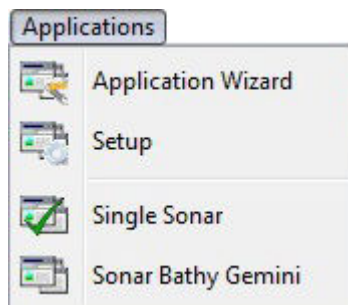 Applications
Application Wizard
Setup
Single Sonar
Sonar Bathy Gemini